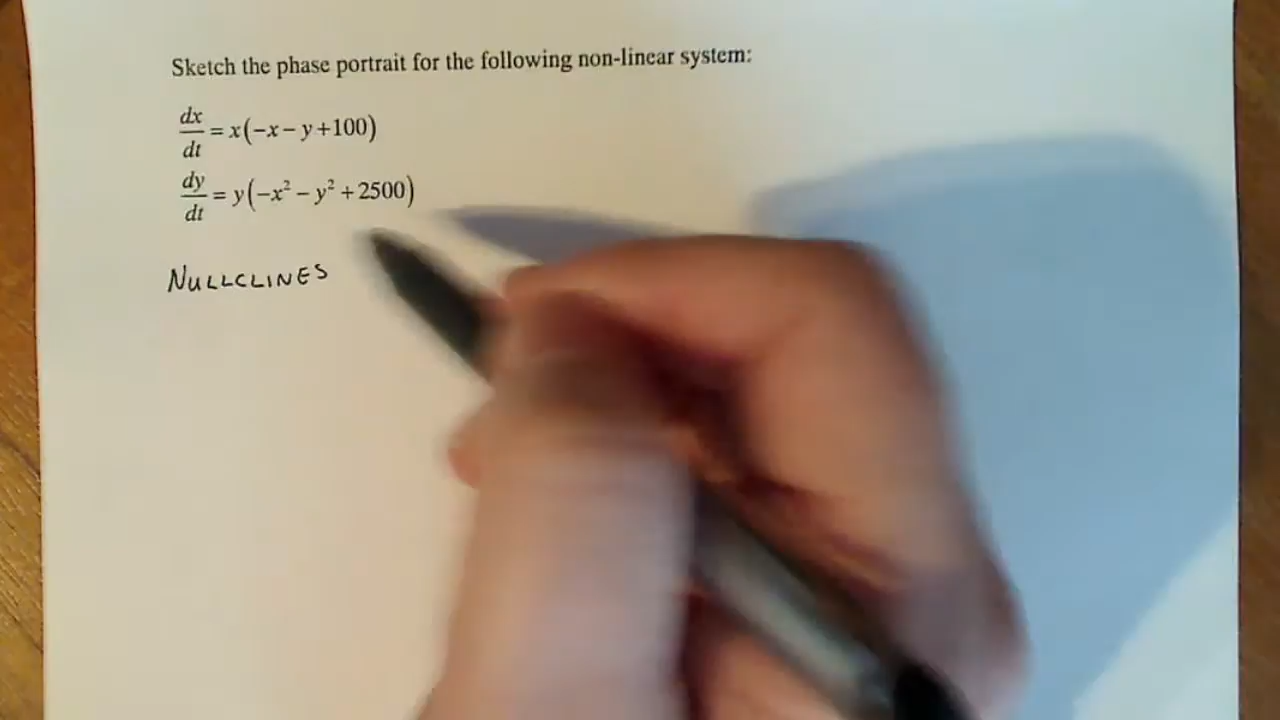 Sketch the phase portrait for the following non-linear system:
dx/dt = x(−x − y + 100)
dy/dt = y(−x² − y² + 2500)
NULLCLINES